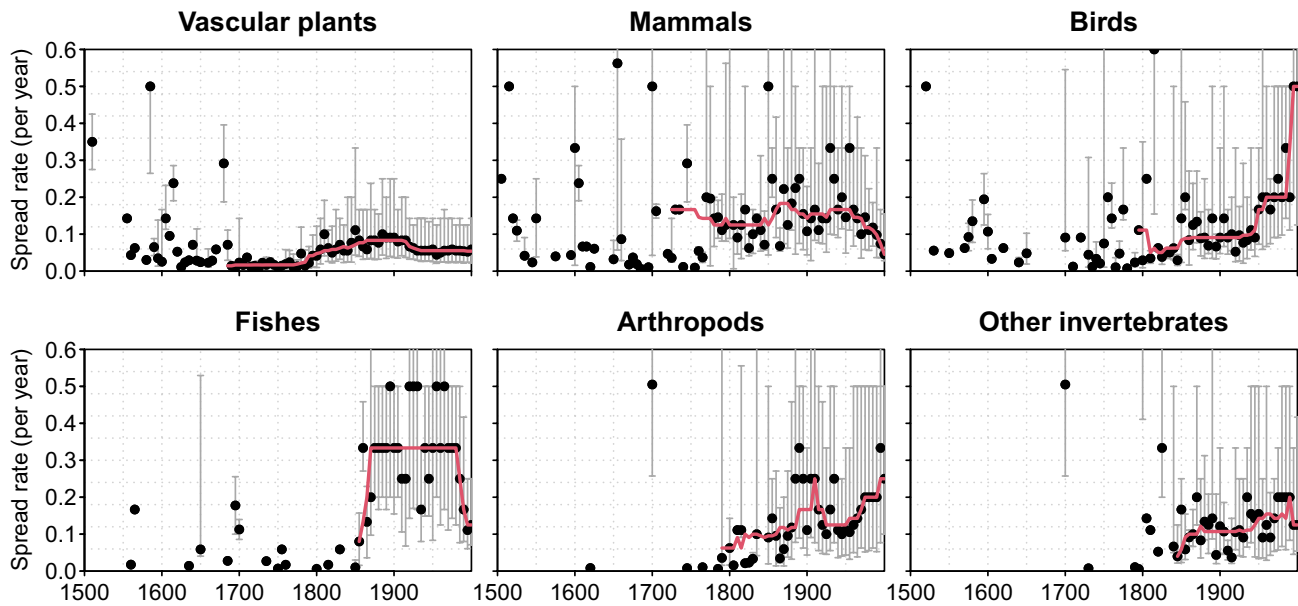 Vascular plants Mammals Birds
Spread rate (per year)
0.6
0.5
0.4
0.3
0.2
0.1
0.0
Fishes Arthropods Other invertebrates
Spread rate (per year)
0.6
0.5
0.4
0.3
0.2
0.1
0.0
1500 1600 1700 1800 1900 1500 1600 1700 1800 1900 1500 1600 1700 1800 1900